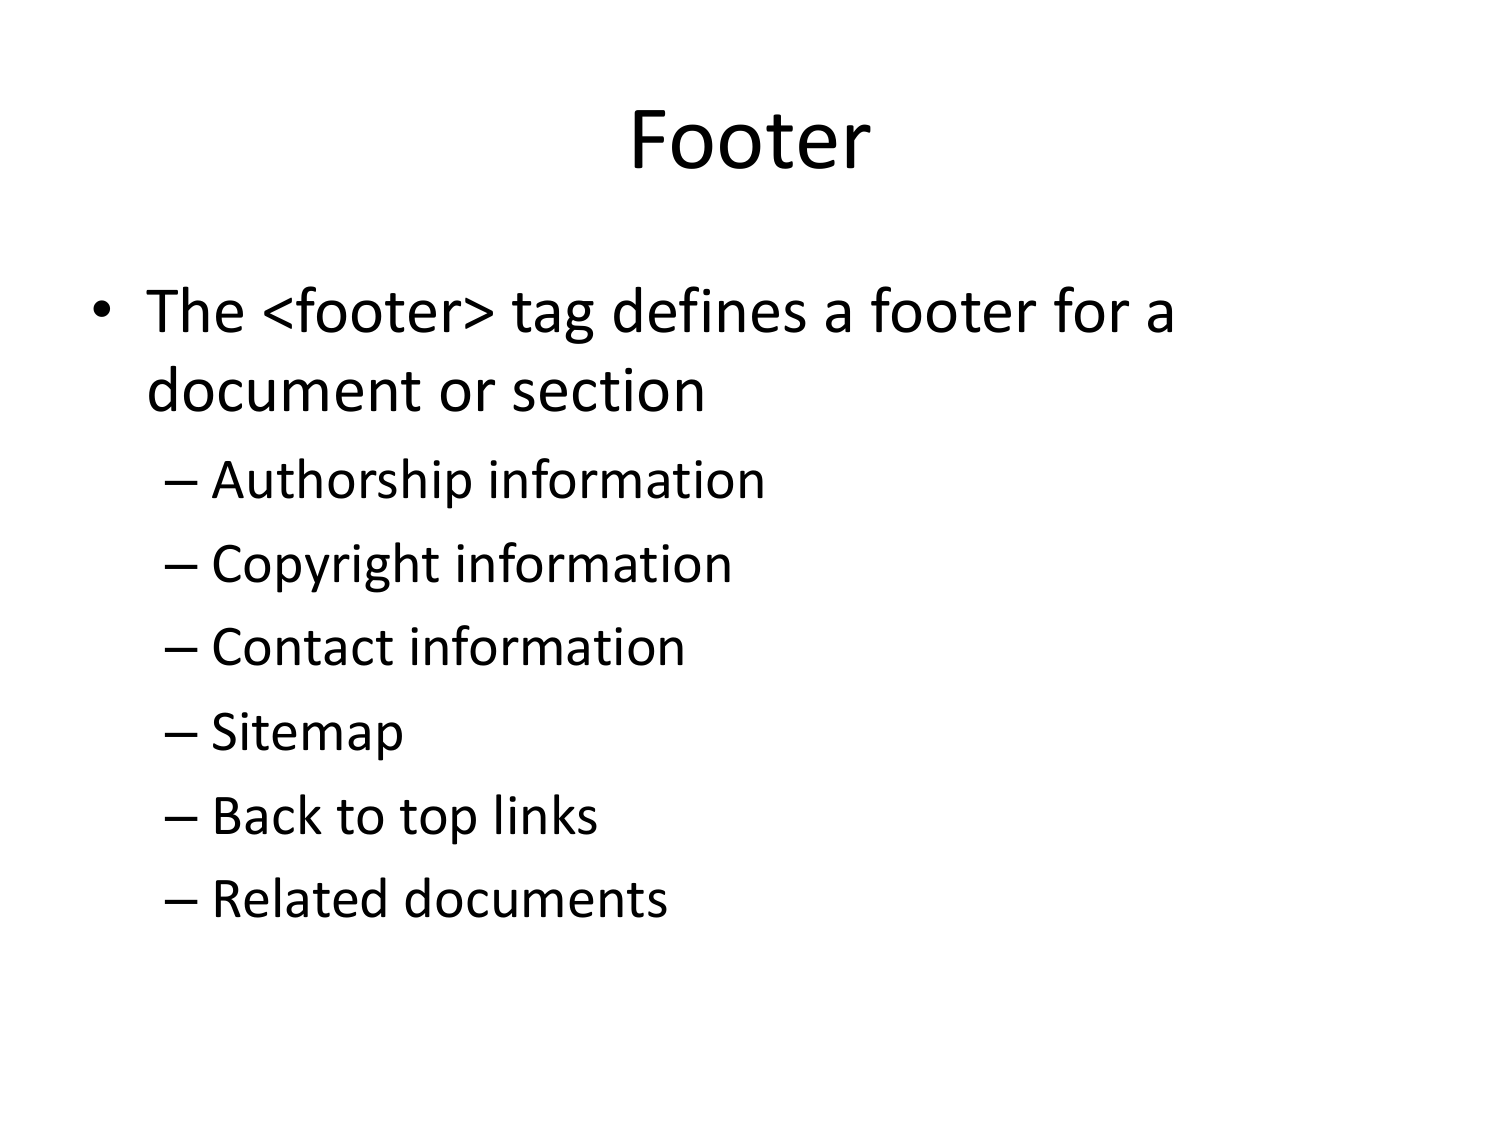 Footer
• The <footer> tag defines a footer for a
document or section
– Authorship information
– Copyright information
– Contact information
– Sitemap
– Back to top links
– Related documents